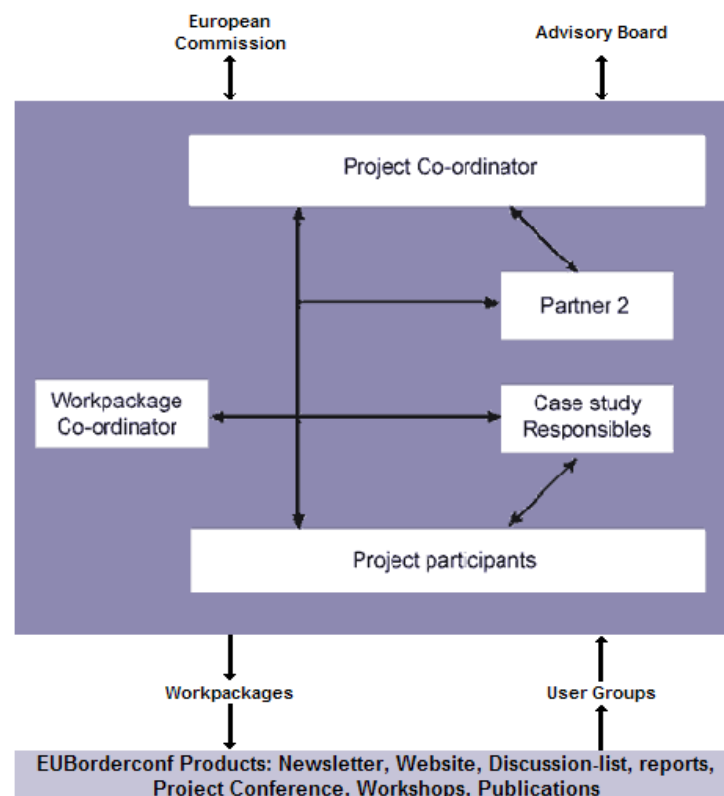 European
Commission
Advisory Board
Project Co-ordinator
Partner 2
Workpackage
Co-ordinator
Case study
Responsibles
Project participants
Workpackages
User Groups
EUBorderconf Products: Newsletter, Website, Discussion-list, reports,
Project Conference, Workshops, Publications